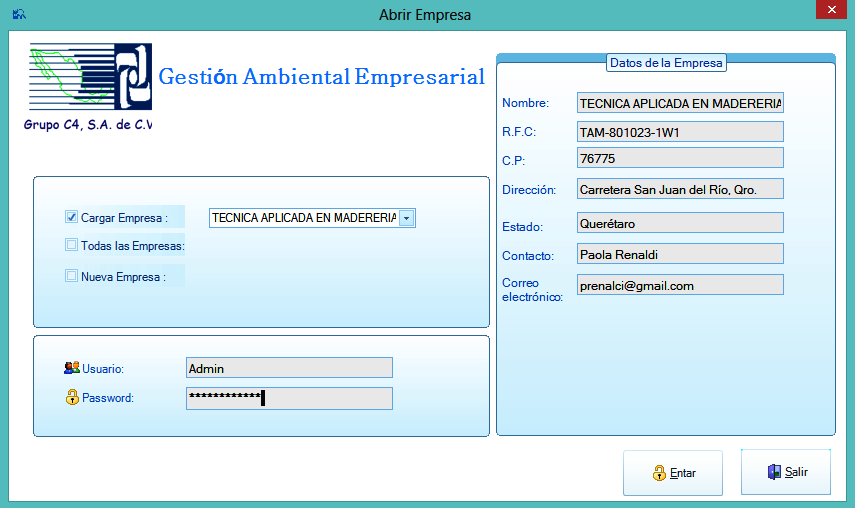 Abrir Empresa
Gestión Ambiental Empresarial
Grupo C4, S.A. de C.V
Cargar Empresa :
TECNICA APLICADA EN MADERERIA
Todas las Empresas:
Nueva Empresa :
Usuario:
Admin
Password:
************
Datos de la Empresa
Nombre:
TECNICA APLICADA EN MADERERIA
R.F.C:
TAM-801023-1W1
C.P:
76775
Dirección:
Carretera San Juan del Río, Qro.
Estado:
Querétaro
Contacto:
Paola Renaldi
Correo
electrónico:
prenalci@gmail.com
Entar
Salir